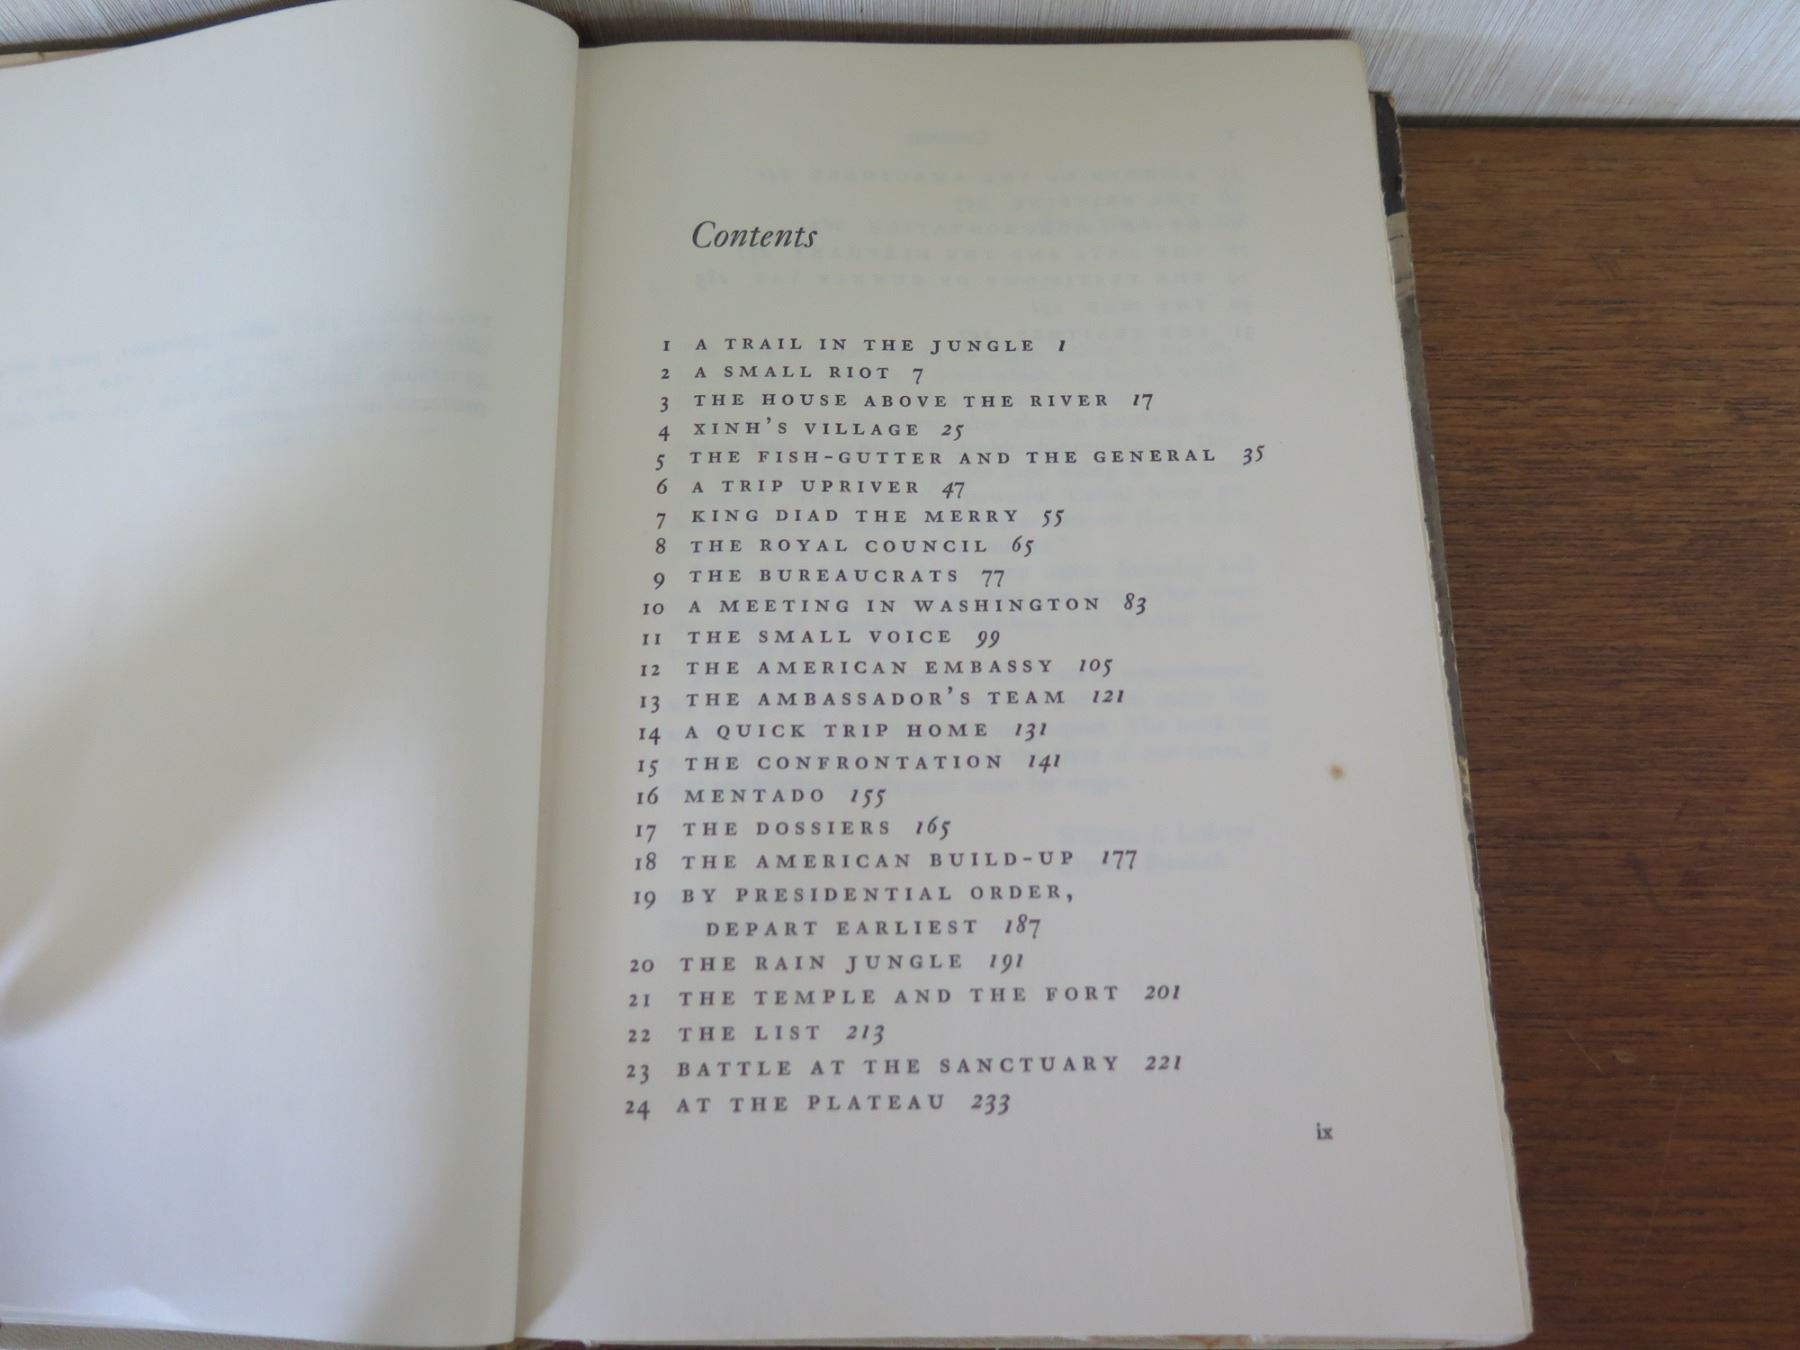 Contents
1 A TRAIL IN THE JUNGLE 1
2 A SMALL RIOT 7
3 THE HOUSE ABOVE THE RIVER 17
4 XINH'S VILLAGE 25
5 THE FISH-GUTTER AND THE GENERAL 35
6 A TRIP UPRIVER 47
7 KING DIAD THE MERRY 55
8 THE ROYAL COUNCIL 65
9 THE BUREAUCRATS 77
10 A MEETING IN WASHINGTON 83
11 THE SMALL VOICE 99
12 THE AMERICAN EMBASSY 105
13 THE AMBASSADOR'S TEAM 121
14 A QUICK TRIP HOME 131
15 THE CONFRONTATION 141
16 MENTADO 155
17 THE DOSSIERS 165
18 THE AMERICAN BUILD-UP 177
19 BY PRESIDENTIAL ORDER,
DEPART EARLIEST 187
20 THE RAIN JUNGLE 191
21 THE TEMPLE AND THE FORT 201
22 THE LIST 213
23 BATTLE AT THE SANCTUARY 221
24 AT THE PLATEAU 233
ix